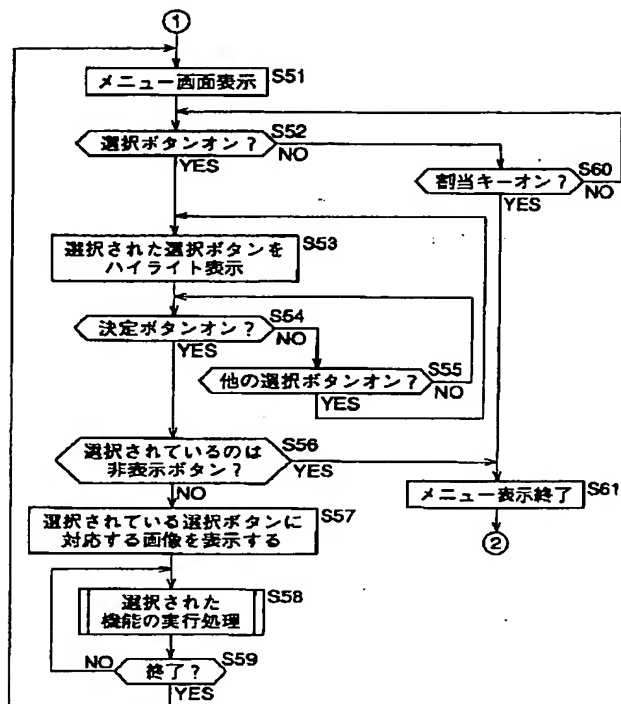 ①
メニュー画面表示 S51
選択ボタンオン？ S52
YES
NO
割当キーオン？ S60
YES
NO
選択された選択ボタンを S53
ハイライト表示
決定ボタンオン？ S54
YES
NO
他の選択ボタンオン？ S55
YES
NO
選択されているのは S56
非表示ボタン？
YES
NO
メニュー表示終了 S61
②
選択されている選択ボタンに S57
対応する画像を表示する
選択された S58
機能の実行処理
終了？ S59
NO
YES